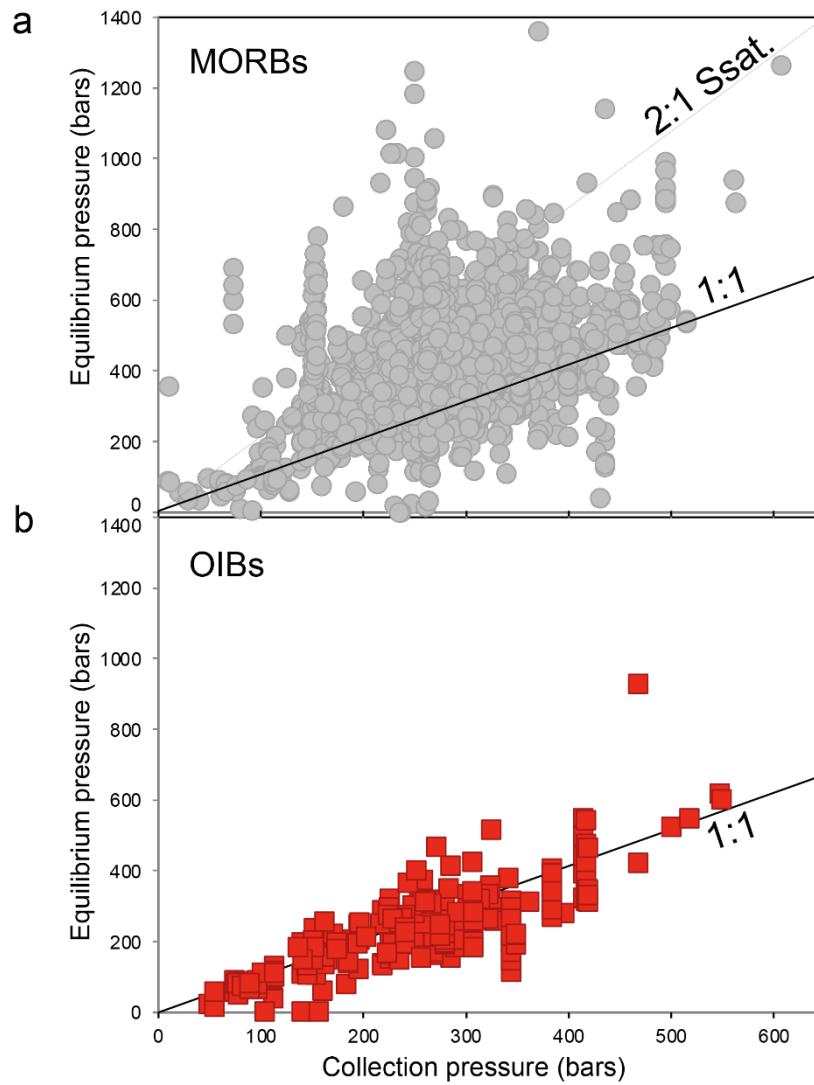 a
1400
MORBs
2:1 Ssat.
1200
1000
800
1:1
600
400
200
0
Equilibrium pressure (bars)
b
1400
OIBs
1200
1000
800
600
1:1
400
200
0
Equilibrium pressure (bars)
0 100 200 300 400 500 600
Collection pressure (bars)